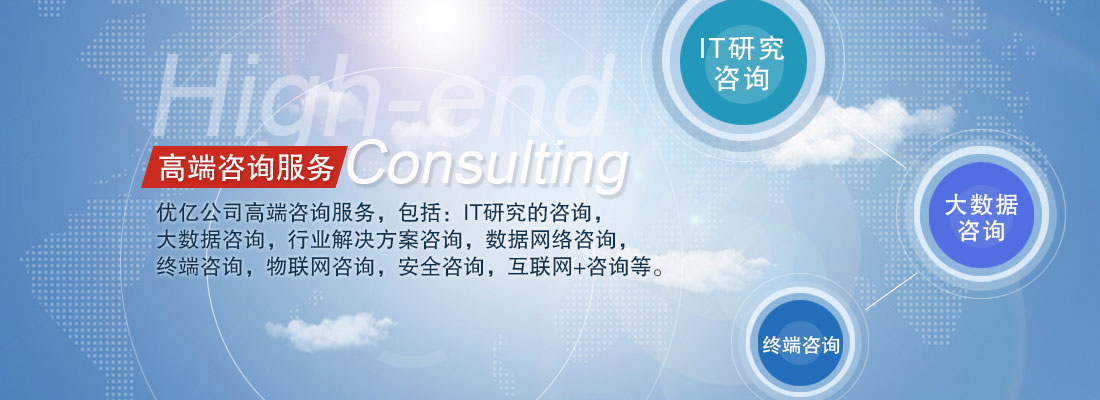 High-end
高端咨询服务 Consulting
优亿公司高端咨询服务，包括：IT研究的咨询，
大数据咨询，行业解决方案咨询，数据网络咨询，
终端咨询，物联网咨询，安全咨询，互联网+咨询等。
IT研究
咨询
大数据
咨询
终端咨询